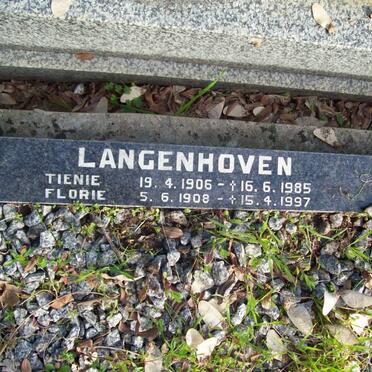 LANGENHOVEN
TIENIE 19.4.1906 - †16.6.1985
FLORIE 5.6.1908 - †15.4.1997